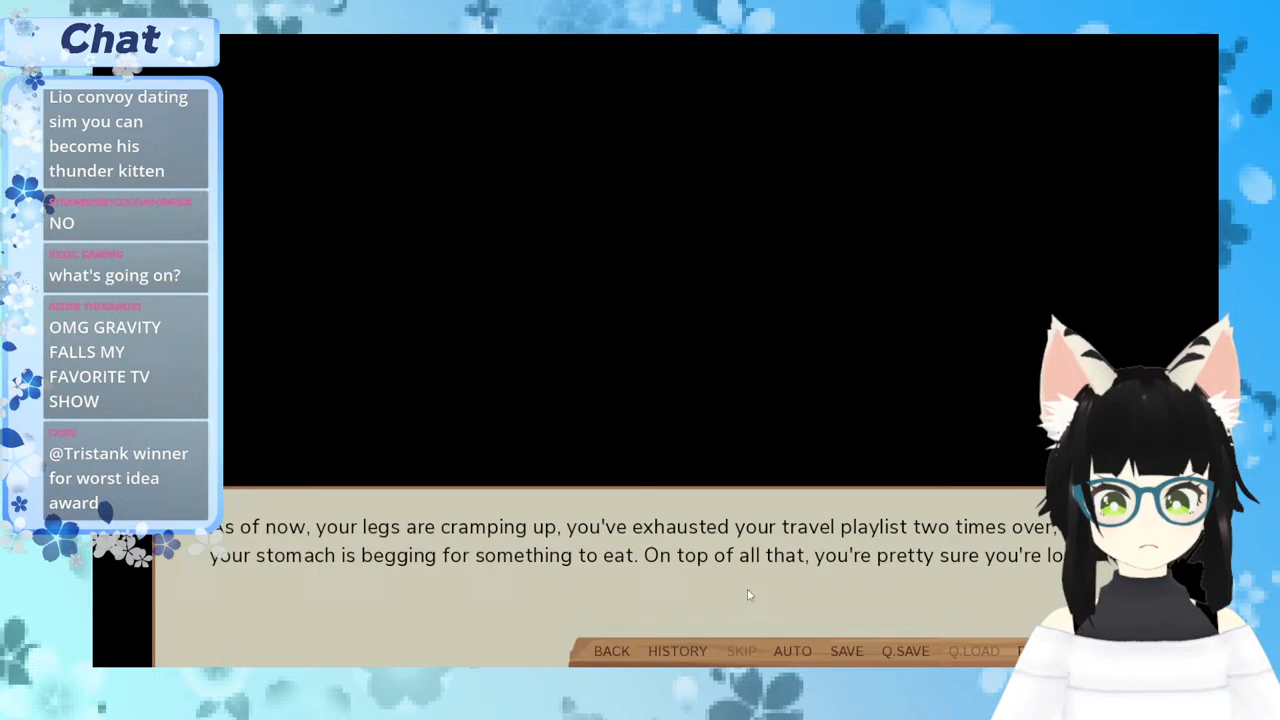 Chat
Lio convoy dating
sim you can
become his
thunder kitten
NO
what's going on?
OMG GRAVITY
FALLS MY
FAVORITE TV
SHOW
@Tristank winner
for worst idea
award
As of now, your legs are cramping up, you've exhausted your travel playlist two times over,
your stomach is begging for something to eat. On top of all that, you're pretty sure you're lo
BACK HISTORY SKIP AUTO SAVE Q.SAVE Q.LOAD